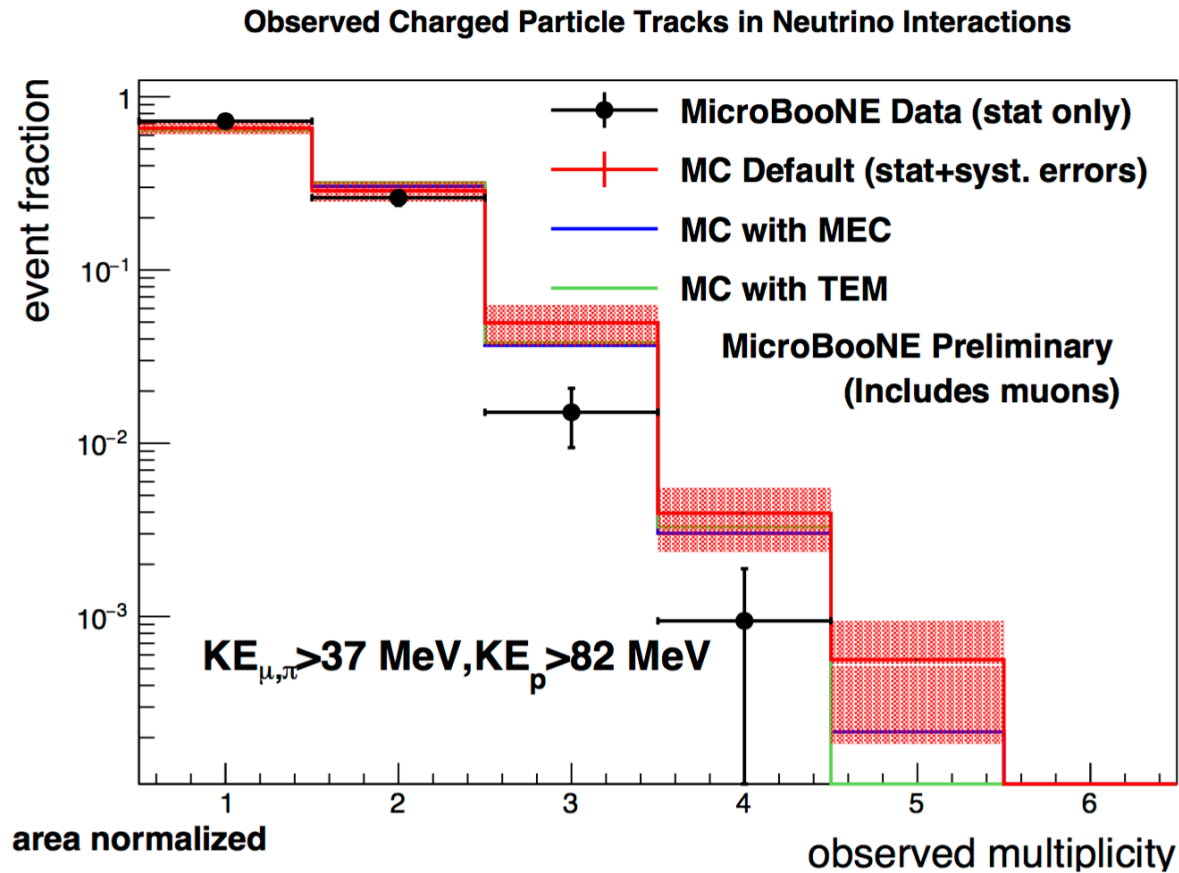 Observed Charged Particle Tracks in Neutrino Interactions
event fraction
1
10⁻¹
10⁻²
10⁻³
MicroBooNE Data (stat only)
MC Default (stat+syst. errors)
MC with MEC
MC with TEM
MicroBooNE Preliminary
(Includes muons)
KE_μ,π>37 MeV,KE_p>82 MeV
1 2 3 4 5 6
area normalized
observed multiplicity